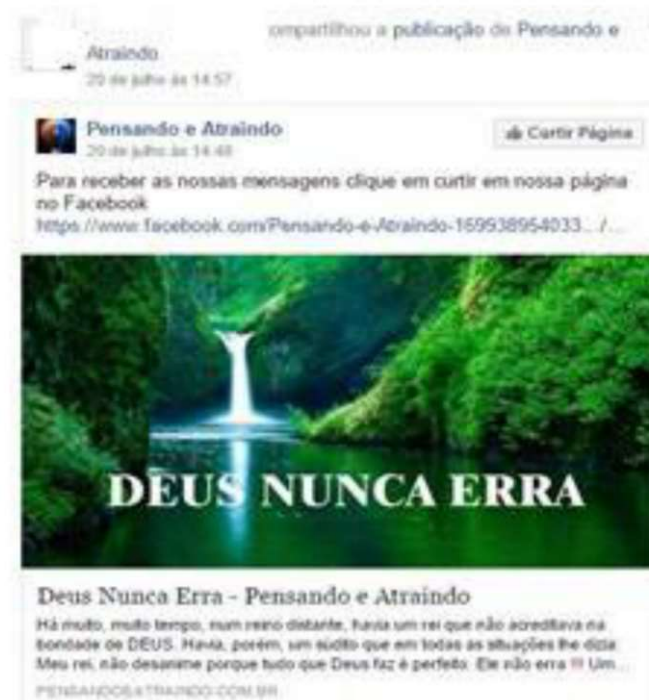 ompartilhou a publicação de Pensando e
Atraindo
20 de julho às 14:57
Pensando e Atraindo
20 de julho às 14:48
Curtir Página
Para receber as nossas mensagens clique em curtir em nossa página
no Facebook
https://www.facebook.com/Pensando-e-Atraindo-169938954033.../...
DEUS NUNCA ERRA
Deus Nunca Erra - Pensando e Atraindo
Há muito, muito tempo, num reino distante, havia um rei que não acreditava na
bondade de DEUS. Havia, porém, um súdito que em todas as situações lhe dizia:
Meu rei, não desanime porque tudo que Deus faz é perfeito. Ele não erra !!! Um...
PENSANDOEATRAINDO.COM.BR